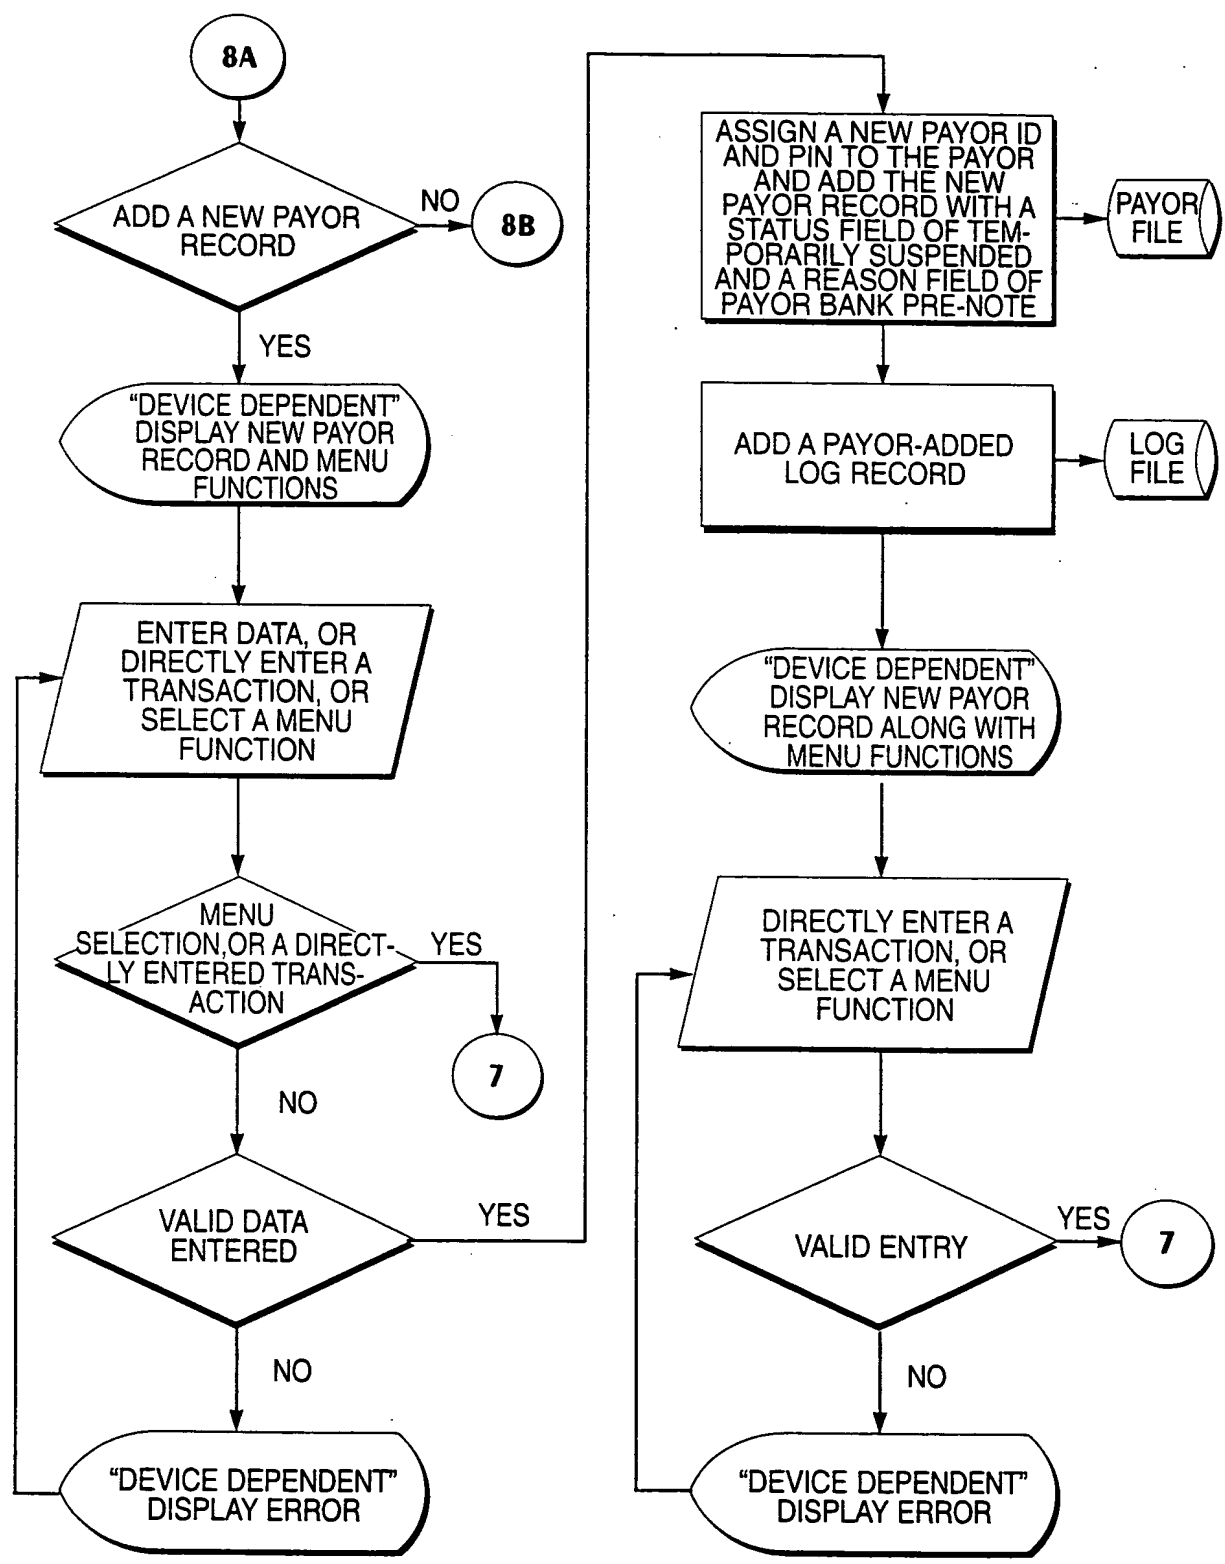 8A
ADD A NEW PAYOR
RECORD
NO
8B
YES
“DEVICE DEPENDENT”
DISPLAY NEW PAYOR
RECORD AND MENU
FUNCTIONS
ENTER DATA, OR
DIRECTLY ENTER A
TRANSACTION, OR
SELECT A MENU
FUNCTION
MENU
SELECTION,OR A DIRECT-
LY ENTERED TRANS-
ACTION
YES
7
NO
VALID DATA
ENTERED
YES
NO
“DEVICE DEPENDENT”
DISPLAY ERROR
ASSIGN A NEW PAYOR ID
AND PIN TO THE PAYOR
AND ADD THE NEW
PAYOR RECORD WITH A
STATUS FIELD OF TEM-
PORARILY SUSPENDED
AND A REASON FIELD OF
PAYOR BANK PRE-NOTE
PAYOR
FILE
ADD A PAYOR-ADDED
LOG RECORD
LOG
FILE
“DEVICE DEPENDENT”
DISPLAY NEW PAYOR
RECORD ALONG WITH
MENU FUNCTIONS
DIRECTLY ENTER A
TRANSACTION, OR
SELECT A MENU
FUNCTION
VALID ENTRY
YES
7
NO
“DEVICE DEPENDENT”
DISPLAY ERROR